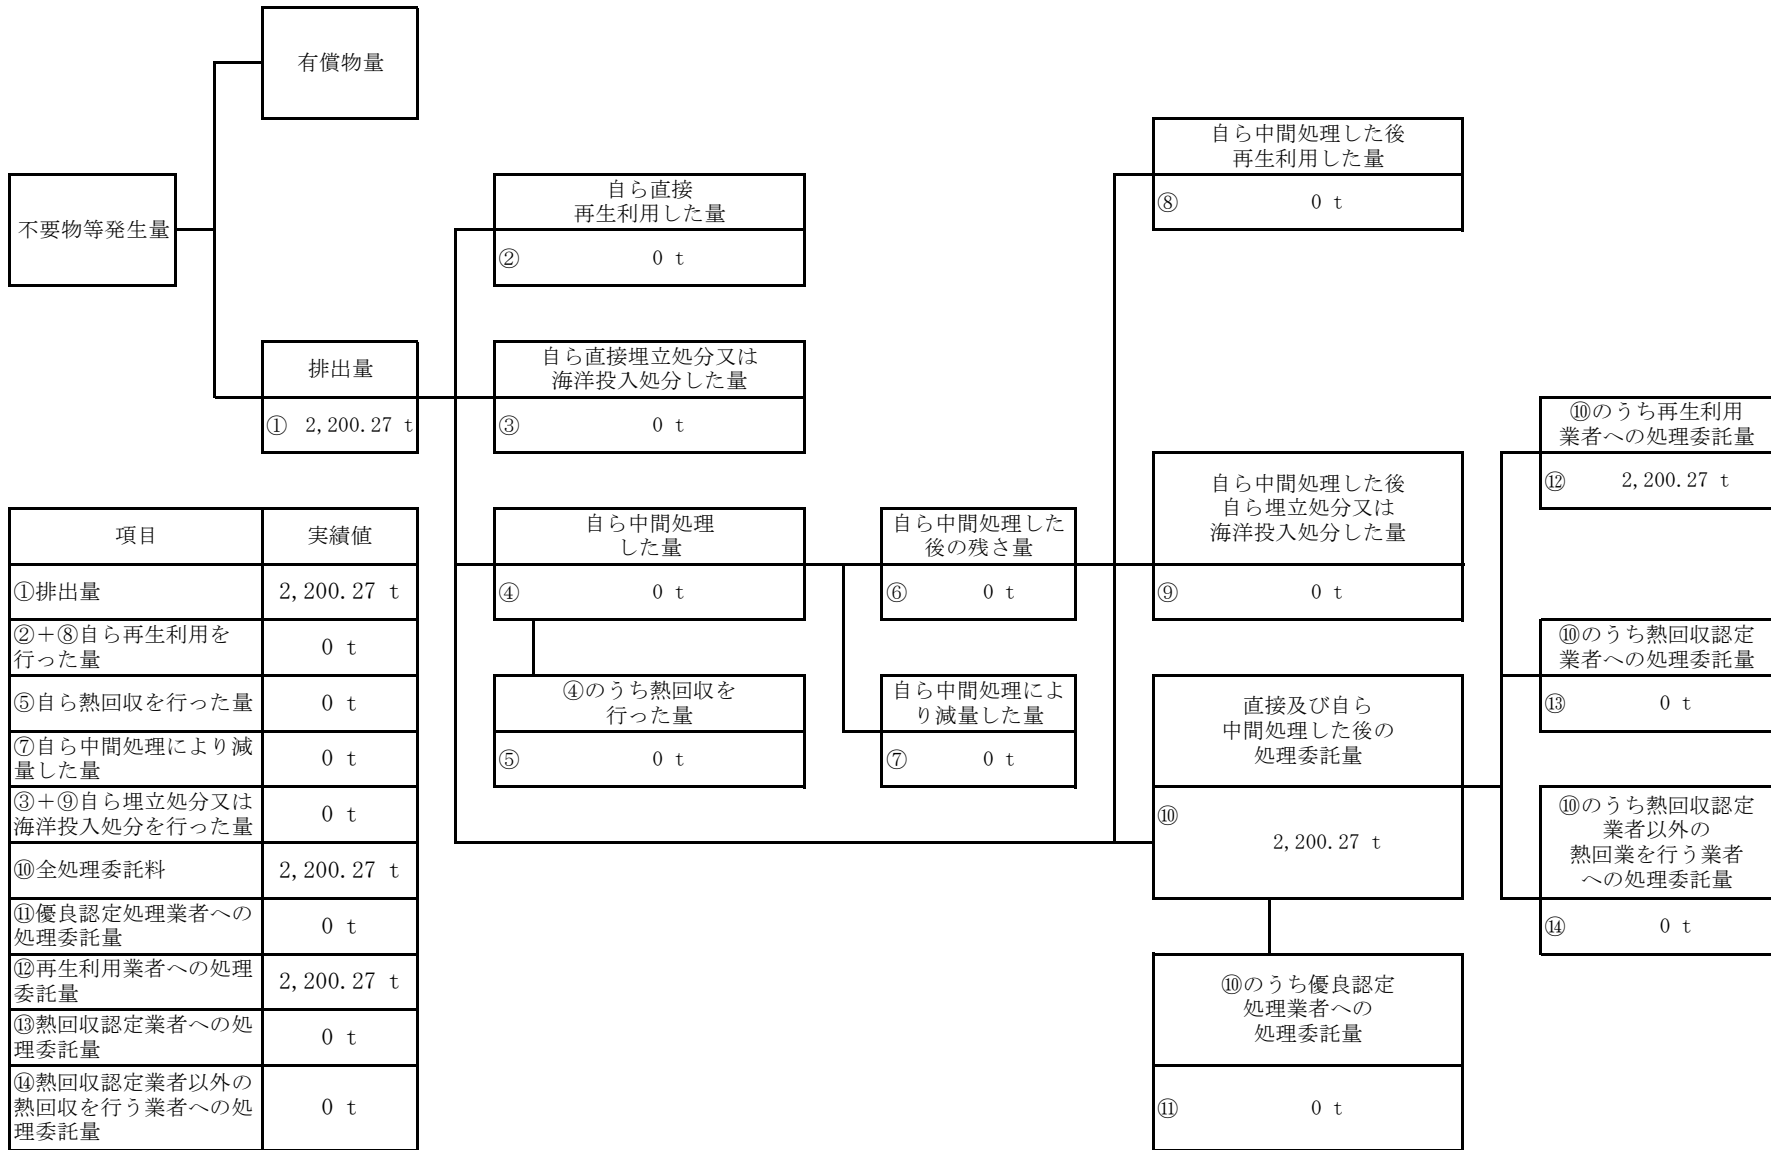 有償物量
不要物等発生量
排出量
① 2,200.27 t
自ら直接
再生利用した量
② 0 t
自ら直接埋立処分又は
海洋投入処分した量
③ 0 t
自ら中間処理
した量
④ 0 t
④のうち熱回収を
行った量
⑤ 0 t
自ら中間処理した
後の残さ量
⑥ 0 t
自ら中間処理によ
り減量した量
⑦ 0 t
自ら中間処理した後
再生利用した量
⑧ 0 t
自ら中間処理した後
自ら埋立処分又は
海洋投入処分した量
⑨ 0 t
直接及び自ら
中間処理した後の
処理委託量
⑩
2,200.27 t
⑩のうち優良認定
処理業者への
処理委託量
⑪ 0 t
⑩のうち再生利用
業者への処理委託量
⑫ 2,200.27 t
⑩のうち熱回収認定
業者への処理委託量
⑬ 0 t
⑩のうち熱回収認定
業者以外の
熱回業を行う業者
への処理委託量
⑭ 0 t
項目 実績値
①排出量 2,200.27 t
②＋⑧自ら再生利用を
行った量 0 t
⑤自ら熱回収を行った量 0 t
⑦自ら中間処理により減
量した量 0 t
③＋⑨自ら埋立処分又は
海洋投入処分を行った量 0 t
⑩全処理委託料 2,200.27 t
⑪優良認定処理業者への
処理委託量 0 t
⑫再生利用業者への処理
委託量 2,200.27 t
⑬熱回収認定業者への処
理委託量 0 t
⑭熱回収認定業者以外の
熱回収を行う業者への処
理委託量 0 t